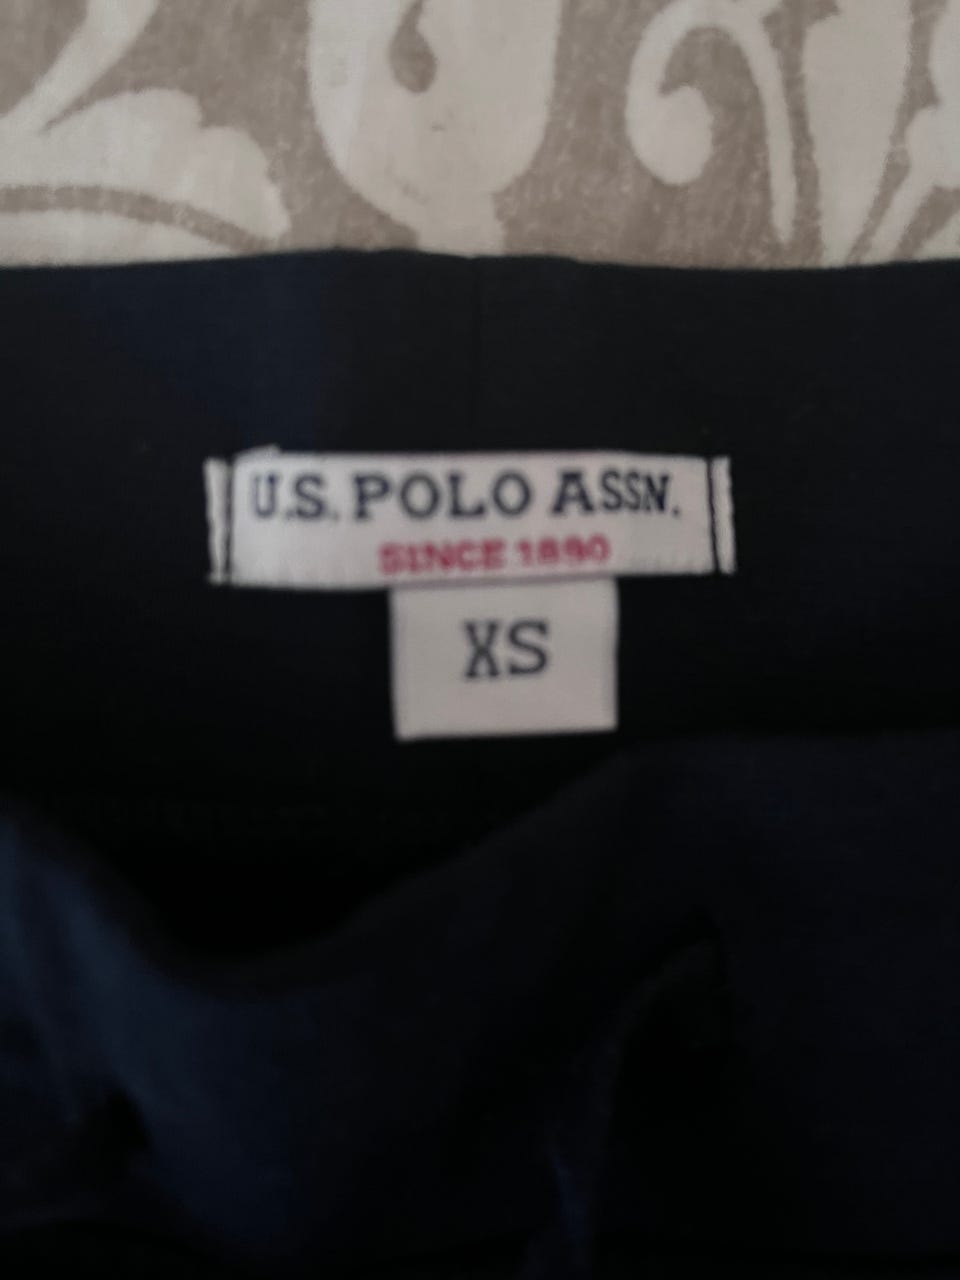 U.S. POLO ASSN.
SINCE 1890
XS